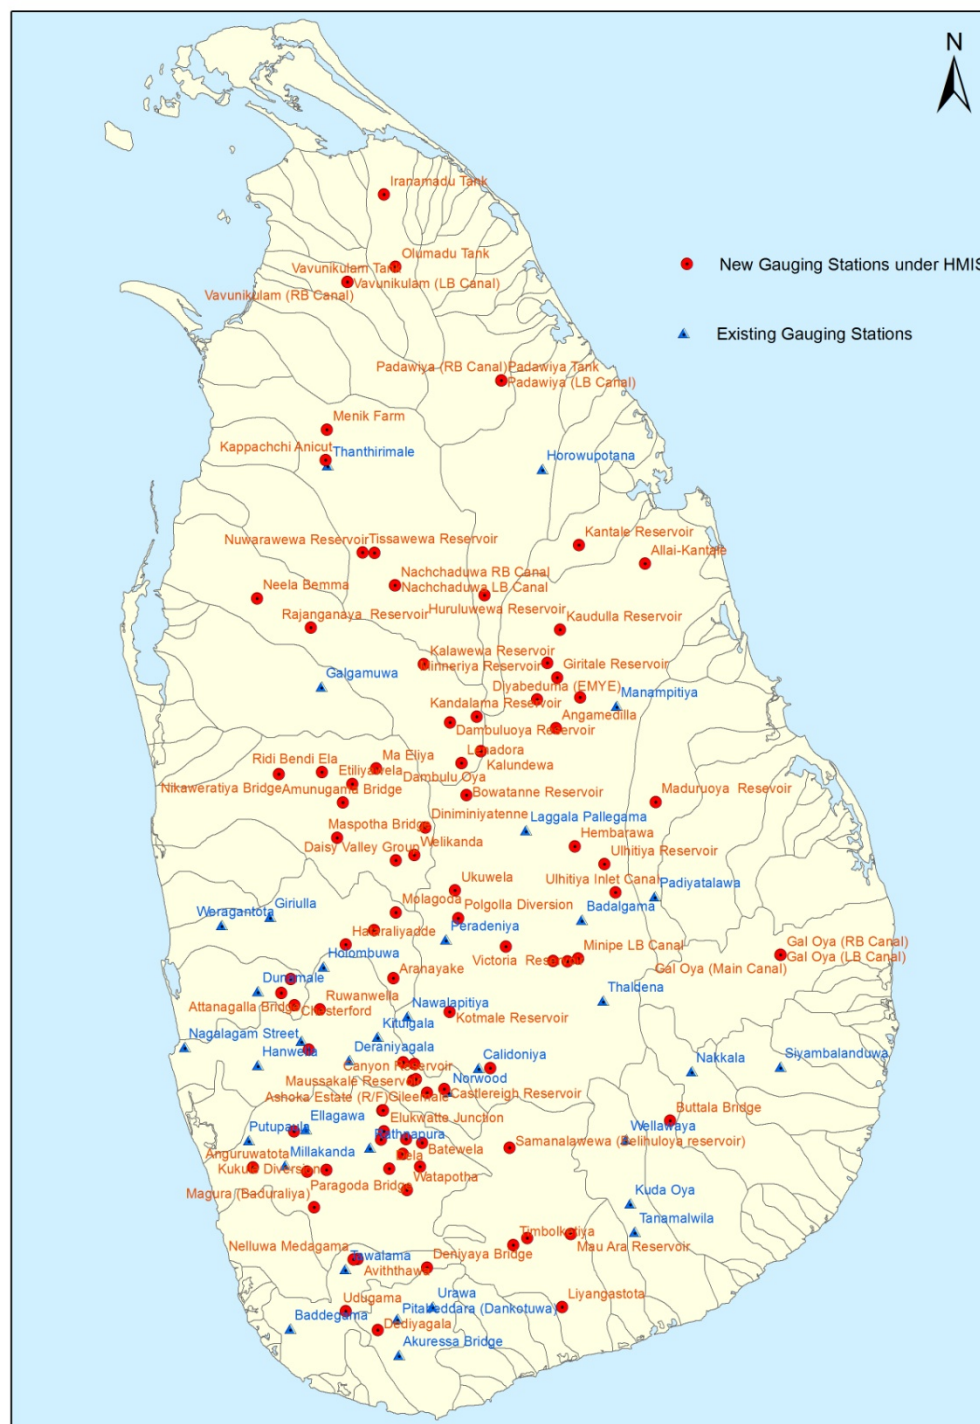 N
Iranamadu Tank
Olumadu Tank
Vavunikulam Tank
Vavunikulam (LB Canal)
Vavunikulam (RB Canal)
New Gauging Stations under HMIS
Existing Gauging Stations
Padawiya (RB Canal)
Padawiya Tank
Padawiya (LB Canal)
Menik Farm
Kappachchi Anicut
Thanthirimale
Horowupotana
Nuwarawewa Reservoir
Tissawewa Reservoir
Kantale Reservoir
Allai-Kantale
Nachchaduwa RB Canal
Nachchaduwa LB Canal
Neela Bemma
Huruluwewa Reservoir
Rajanganaya Reservoir
Kaudulla Reservoir
Kalawewa Reservoir
Reservoir
Giritale Reservoir
Galgamuwa
Diyabeduma (EMYE)
Manampitiya
Kandalama Reservoir
Angamedilla
Dambuluoya Reservoir
Ma Eliya
Kalundewa
Ridi Bendi Ela
Dambulu Oya
Nikaweratiya Bridge
Amunugama Bridge
Bowatanne Reservoir
Maduruoya Resevoir
Diniminiyatenne
Maspotha Bridge
Laggala Pallegama
Hembarawa
Daisy Valley Group
Welikanda
Ulhitiya Reservoir
Ukuwela
Ulhitiya Inlet Canal
Padiyatalawa
Molagoda
Polgolla Diversion
Badalgama
Giriulla
Weragantota
Peradeniya
Minipe LB Canal
Gal Oya (RB Canal)
Gal Oya (LB Canal)
Victoria
Gal Oya (Main Canal)
Holombuwa
Aranayake
Thaldena
Ruwanwella
Attanagalla Bridge
Chesterford
Nawalapitiya
Kotmale Reservoir
Nagalagam Street
Kitulgala
Hanwella
Deraniyagala
Canyon Reservoir
Calidoniya
Nakkala
Siyambalanduwa
Maussakale Reservoir
Norwood
Ashoka Estate (R/F)
Castlereigh Reservoir
Ellagawa
Elukwatte Junction
Buttala Bridge
Putupaula
Wellawaya
Batewela
Samanalawewa (Belihuloya reservoir)
Anguruwatota
Millakanda
Kukule Diversion
Watapotha
Paragoda Bridge
Magura (Baduraliya)
Kuda Oya
Tanamalwila
Timbolketiya
Mau Ara Reservoir
Nelluwa Medagama
Deniyaya Bridge
Tawalama
Udugama
Urawa
Liyangastota
Baddegama
Pitabeddara (Dankotuwa)
Dediyagala
Akuressa Bridge